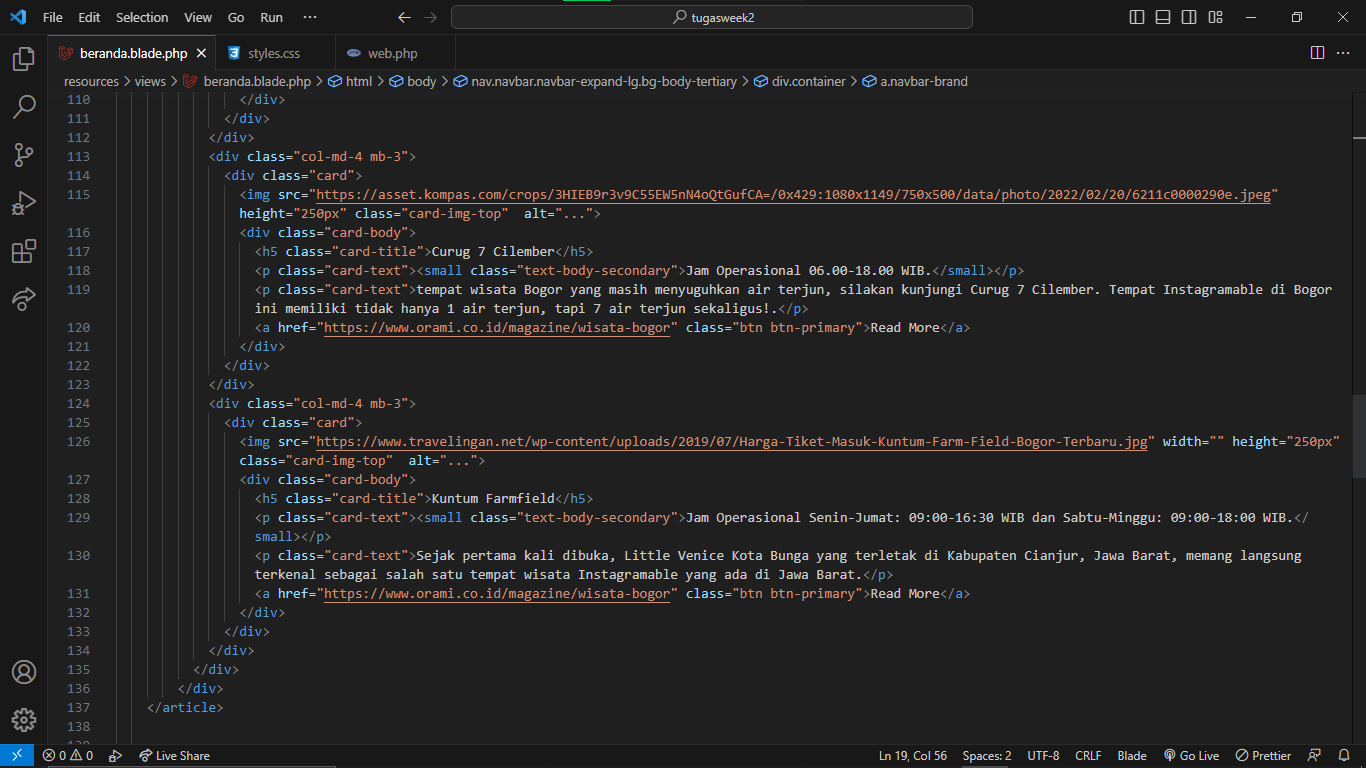 File Edit Selection View Go Run ··· tugasweek2
beranda.blade.php styles.css web.php
resources > views > beranda.blade.php > html > body > nav.navbar.navbar-expand-lg.bg-body-tertiary > div.container > a.navbar-brand
110 </div>
111 </div>
112 </div>
113 <div class="col-md-4 mb-3">
114 <div class="card">
115 <img src="https://asset.kompas.com/crops/3HIEB9r3v9C55EW5nN4oQtGufCA=/0x429:1080x1149/750x500/data/photo/2022/02/20/6211c0000290e.jpeg"
height="250px" class="card-img-top"  alt="...">
116 <div class="card-body">
117 <h5 class="card-title">Curug 7 Cilember</h5>
118 <p class="card-text"><small class="text-body-secondary">Jam Operasional 06.00-18.00 WIB.</small></p>
119 <p class="card-text">tempat wisata Bogor yang masih menyuguhkan air terjun, silakan kunjungi Curug 7 Cilember. Tempat Instagramable di Bogor
ini memiliki tidak hanya 1 air terjun, tapi 7 air terjun sekaligus!.</p>
120 <a href="https://www.orami.co.id/magazine/wisata-bogor" class="btn btn-primary">Read More</a>
121 </div>
122 </div>
123 </div>
124 <div class="col-md-4 mb-3">
125 <div class="card">
126 <img src="https://www.travelingan.net/wp-content/uploads/2019/07/Harga-Tiket-Masuk-Kuntum-Farm-Field-Bogor-Terbaru.jpg" width="" height="250px"
class="card-img-top"  alt="...">
127 <div class="card-body">
128 <h5 class="card-title">Kuntum Farmfield</h5>
129 <p class="card-text"><small class="text-body-secondary">Jam Operasional Senin-Jumat: 09:00-16:30 WIB dan Sabtu-Minggu: 09:00-18:00 WIB.</
small></p>
130 <p class="card-text">Sejak pertama kali dibuka, Little Venice Kota Bunga yang terletak di Kabupaten Cianjur, Jawa Barat, memang langsung
terkenal sebagai salah satu tempat wisata Instagramable yang ada di Jawa Barat.</p>
131 <a href="https://www.orami.co.id/magazine/wisata-bogor" class="btn btn-primary">Read More</a>
132 </div>
133 </div>
134 </div>
135 </div>
136 </div>
137 </article>
138
0 0 Live Share Ln 19, Col 56 Spaces: 2 UTF-8 CRLF Blade Go Live Prettier